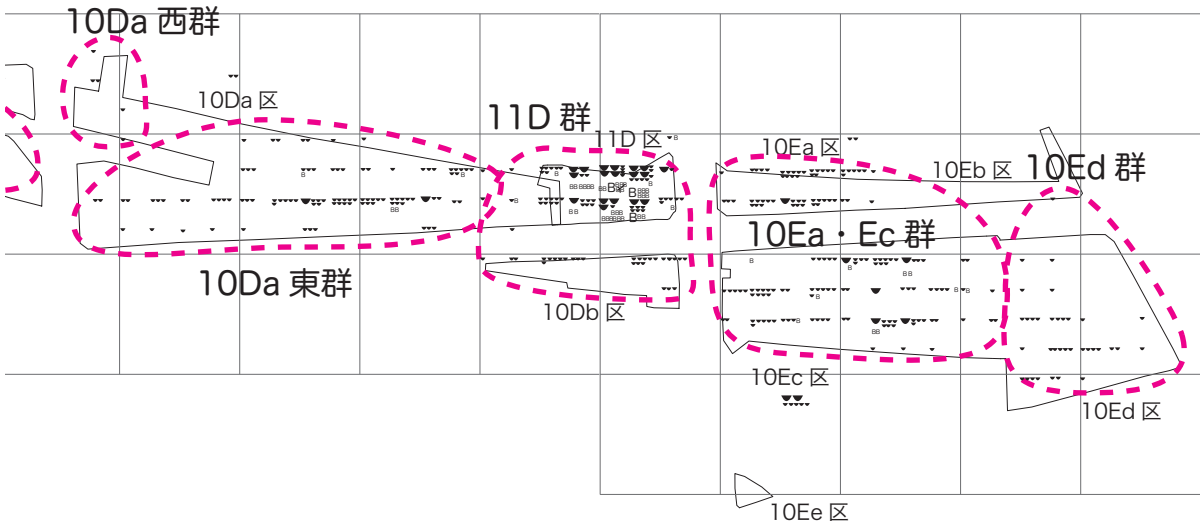 10Da 西群
10Da 区
11D 群
11D 区
10Ea 区
10Eb 区
10Ed 群
10Ea・Ec 群
10Da 東群
10Db 区
10Ec 区
10Ed 区
10Ee 区